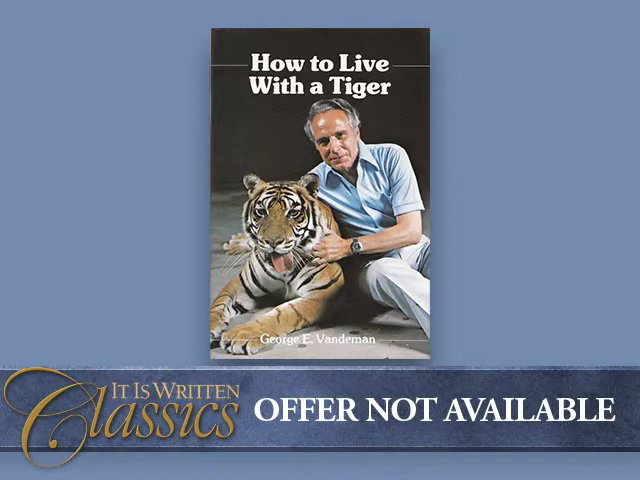 How to Live
With a Tiger
George E. Vandeman
IT IS WRITTEN
Classics
OFFER NOT AVAILABLE